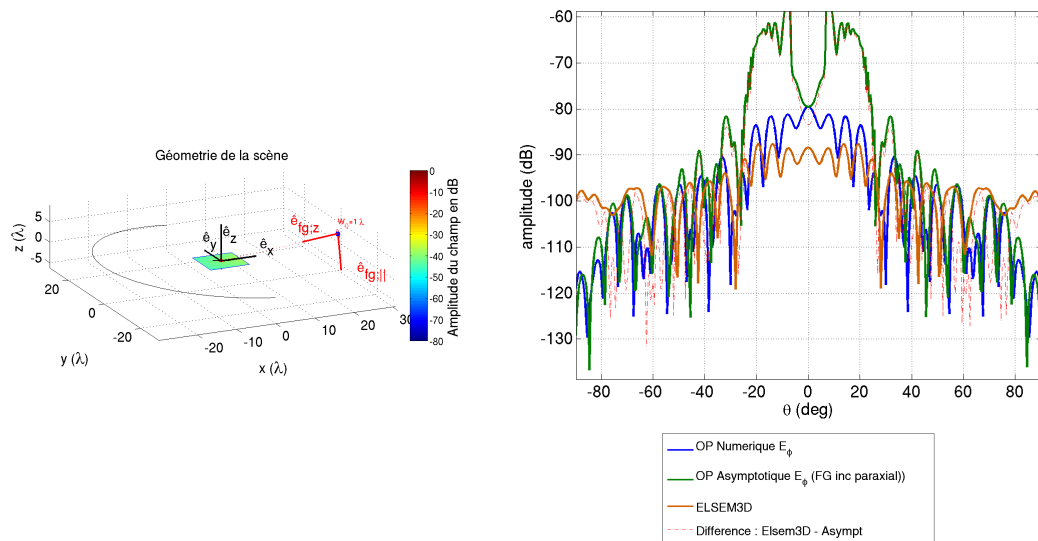 Géometrie de la scène
z (λ)
5
0
-5
20
0
-20
y (λ)
-20
-10
0
10
20
30
x (λ)
ê_y
ê_z
ê_x
ê_fg;z
ê_fg;||
=1 λ
0
-10
-20
-30
-40
-50
-60
-70
-80
Amplitude du champ en dB
-60
-70
-80
-90
-100
-110
-120
-130
amplitude (dB)
-80
-60
-40
-20
0
20
40
60
80
θ (deg)
OP Numerique E_ϕ
OP Asymptotique E_ϕ (FG inc paraxial))
ELSEM3D
Difference : Elsem3D - Asympt